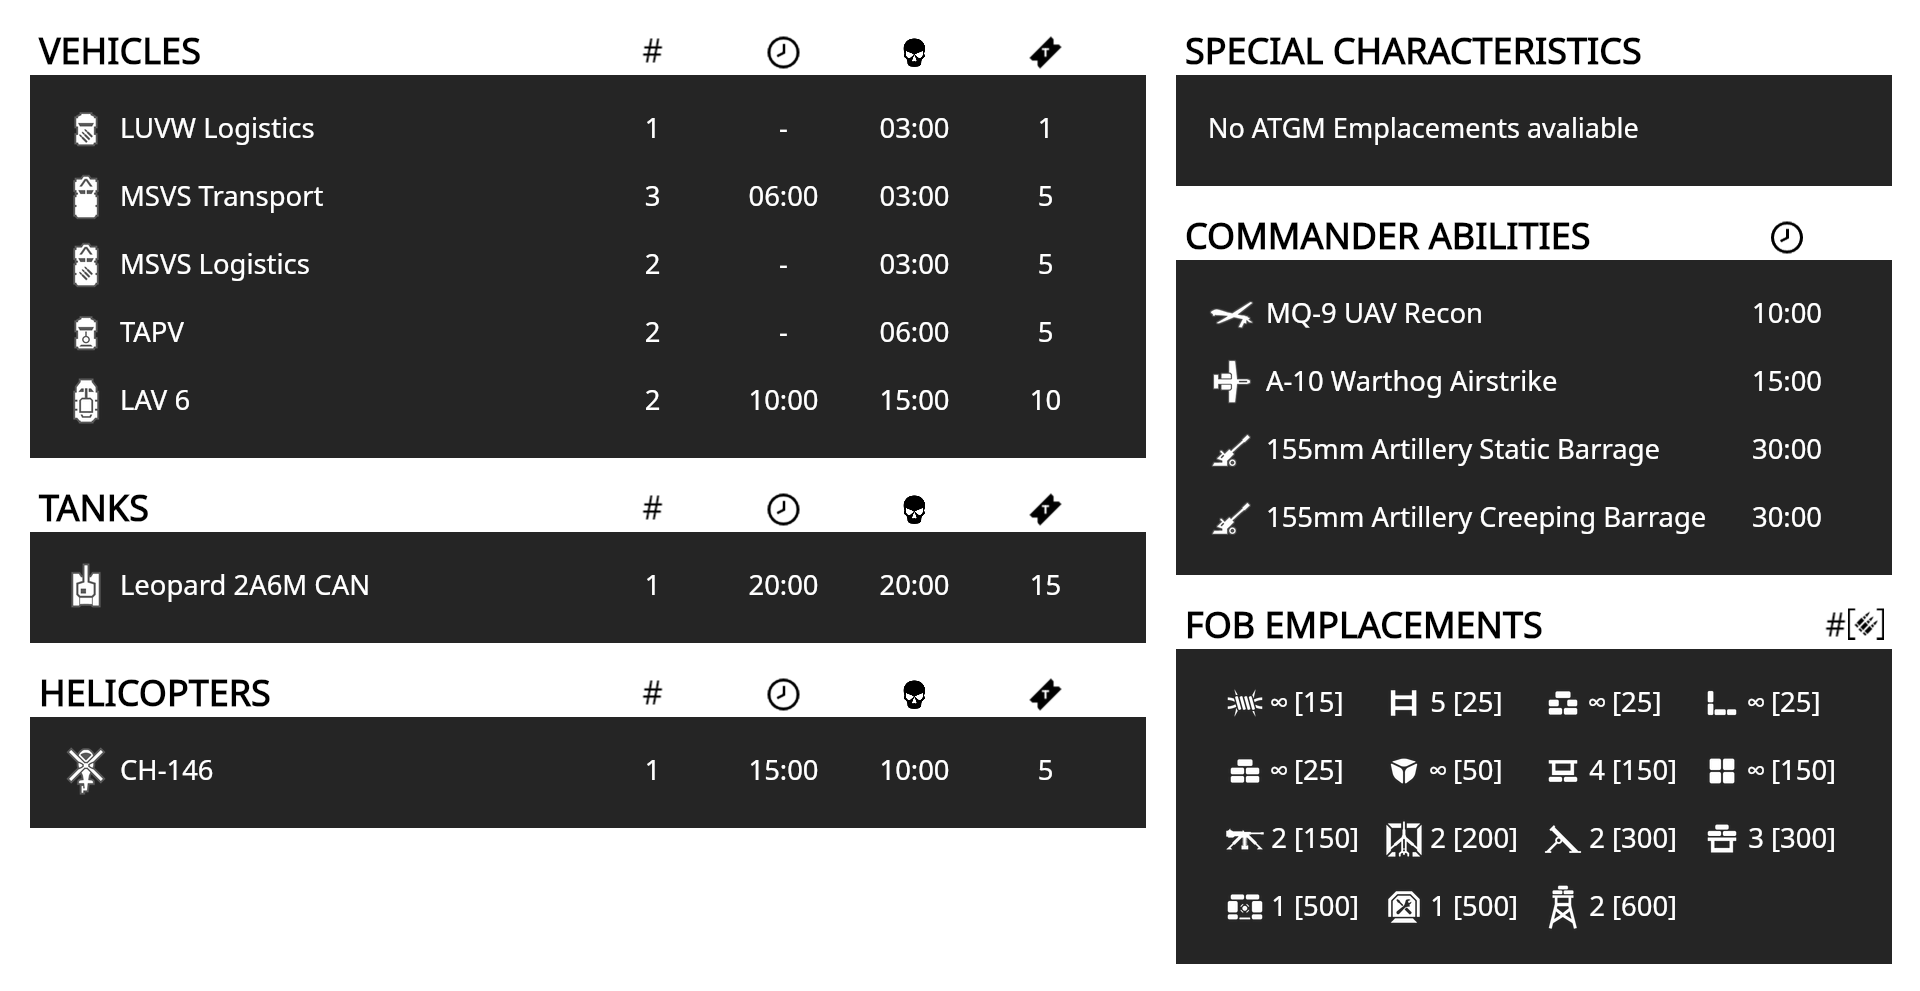 VEHICLES #
LUVW Logistics 1 - 03:00 1
MSVS Transport 3 06:00 03:00 5
MSVS Logistics 2 - 03:00 5
TAPV 2 - 06:00 5
LAV 6 2 10:00 15:00 10
TANKS #
Leopard 2A6M CAN 1 20:00 20:00 15
HELICOPTERS #
CH-146 1 15:00 10:00 5
SPECIAL CHARACTERISTICS
No ATGM Emplacements avaliable
COMMANDER ABILITIES
MQ-9 UAV Recon 10:00
A-10 Warthog Airstrike 15:00
155mm Artillery Static Barrage 30:00
155mm Artillery Creeping Barrage 30:00
FOB EMPLACEMENTS #[]
∞ [15] 5 [25] ∞ [25] ∞ [25]
∞ [25] ∞ [50] 4 [150] ∞ [150]
2 [150] 2 [200] 2 [300] 3 [300]
1 [500] 1 [500] 2 [600]